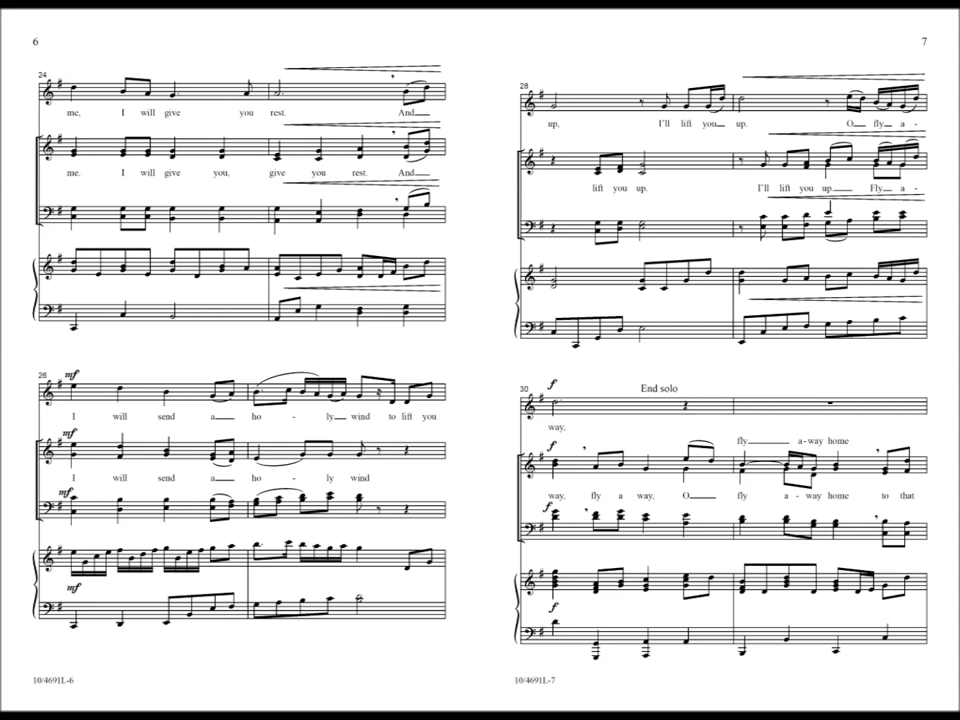 6
24
me, I will give you rest. And
me. I will give you, give you rest. And
26
mf
I will send a ho - ly wind to lift you
mf
I will send a ho - ly wind
mf
mf
10/4691L-6
7
28
up, I'll lift you up. O fly a -
lift you up. I'll lift you up. Fly a -
30
f
End solo
way,
fly a-way home
f
way, fly a way, O fly a - way home to that
f
f
10/4691L-7